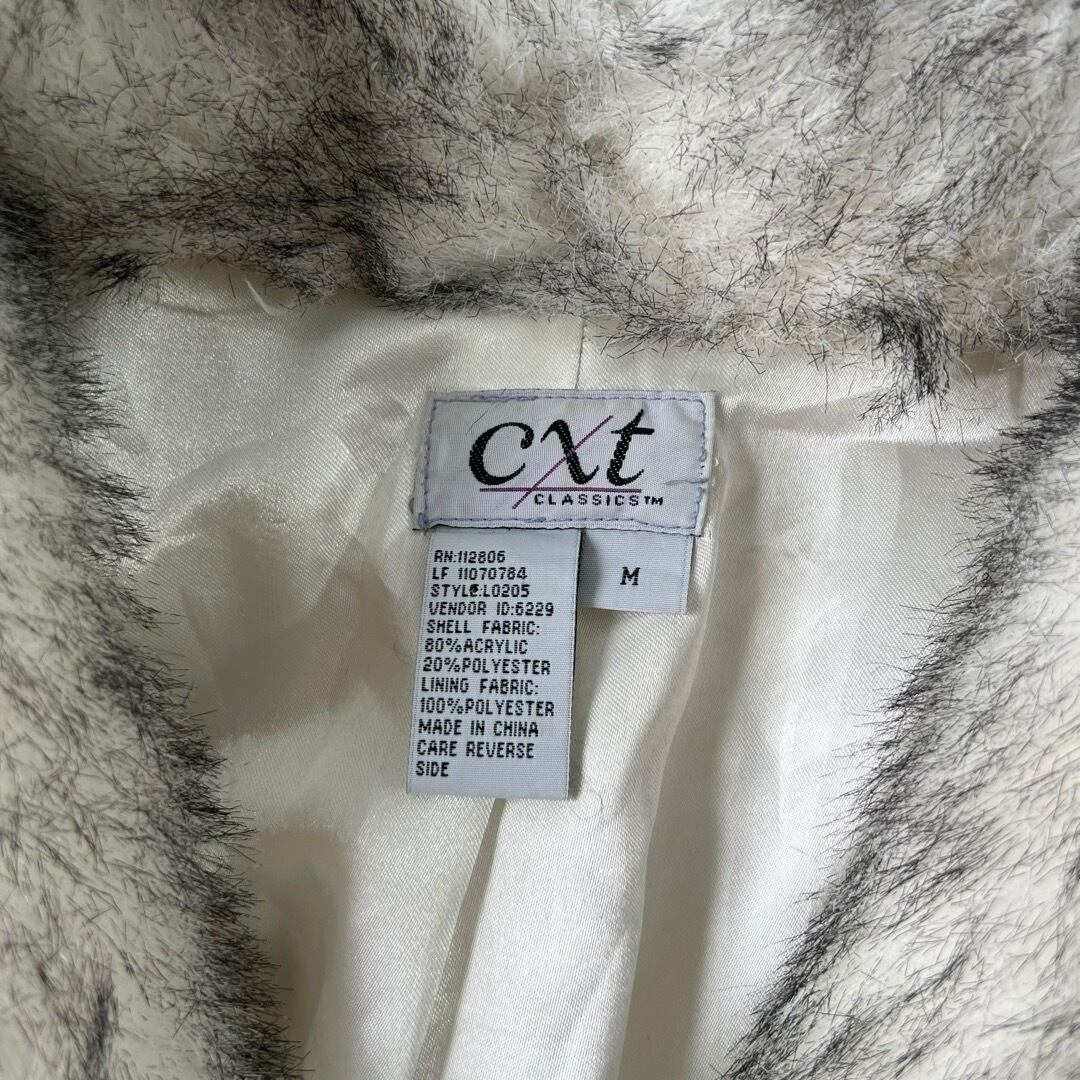 cxt
CLASSICS™
RN:112806
LF 11070784
STYLE:L0205
VENDOR ID:6229
SHELL FABRIC:
80%ACRYLIC
20%POLYESTER
LINING FABRIC:
100%POLYESTER
MADE IN CHINA
CARE REVERSE
SIDE
M